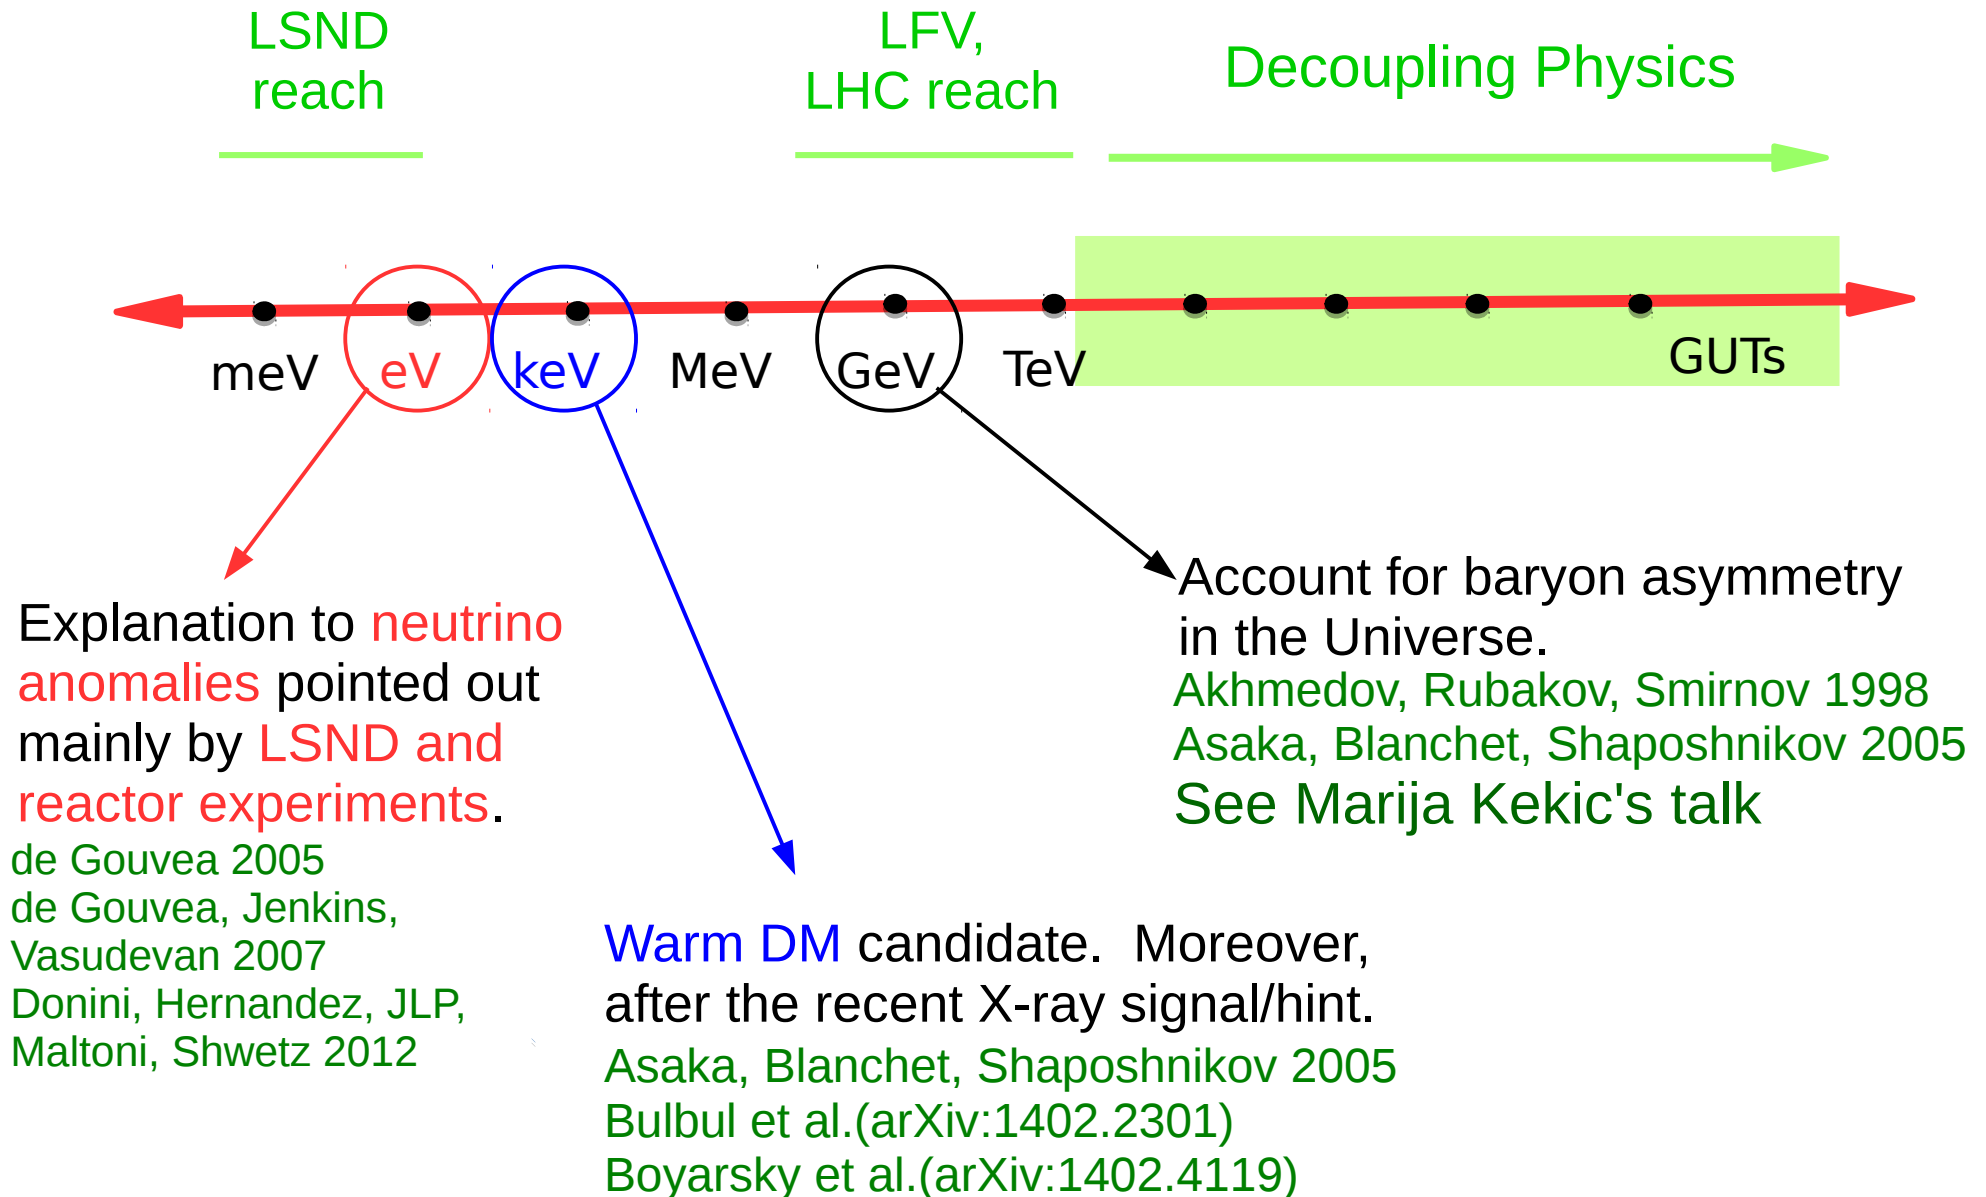 LSND
reach
LFV,
LHC reach
Decoupling Physics
meV
eV
keV
MeV
GeV
TeV
GUTs
Explanation to neutrino
anomalies pointed out
mainly by LSND and
reactor experiments.
de Gouvea 2005
de Gouvea, Jenkins,
Vasudevan 2007
Donini, Hernandez, JLP,
Maltoni, Shwetz 2012
Warm DM candidate.  Moreover,
after the recent X-ray signal/hint.
Asaka, Blanchet, Shaposhnikov 2005
Bulbul et al.(arXiv:1402.2301)
Boyarsky et al.(arXiv:1402.4119)
Account for baryon asymmetry
in the Universe.
Akhmedov, Rubakov, Smirnov 1998
Asaka, Blanchet, Shaposhnikov 2005
See Marija Kekic's talk